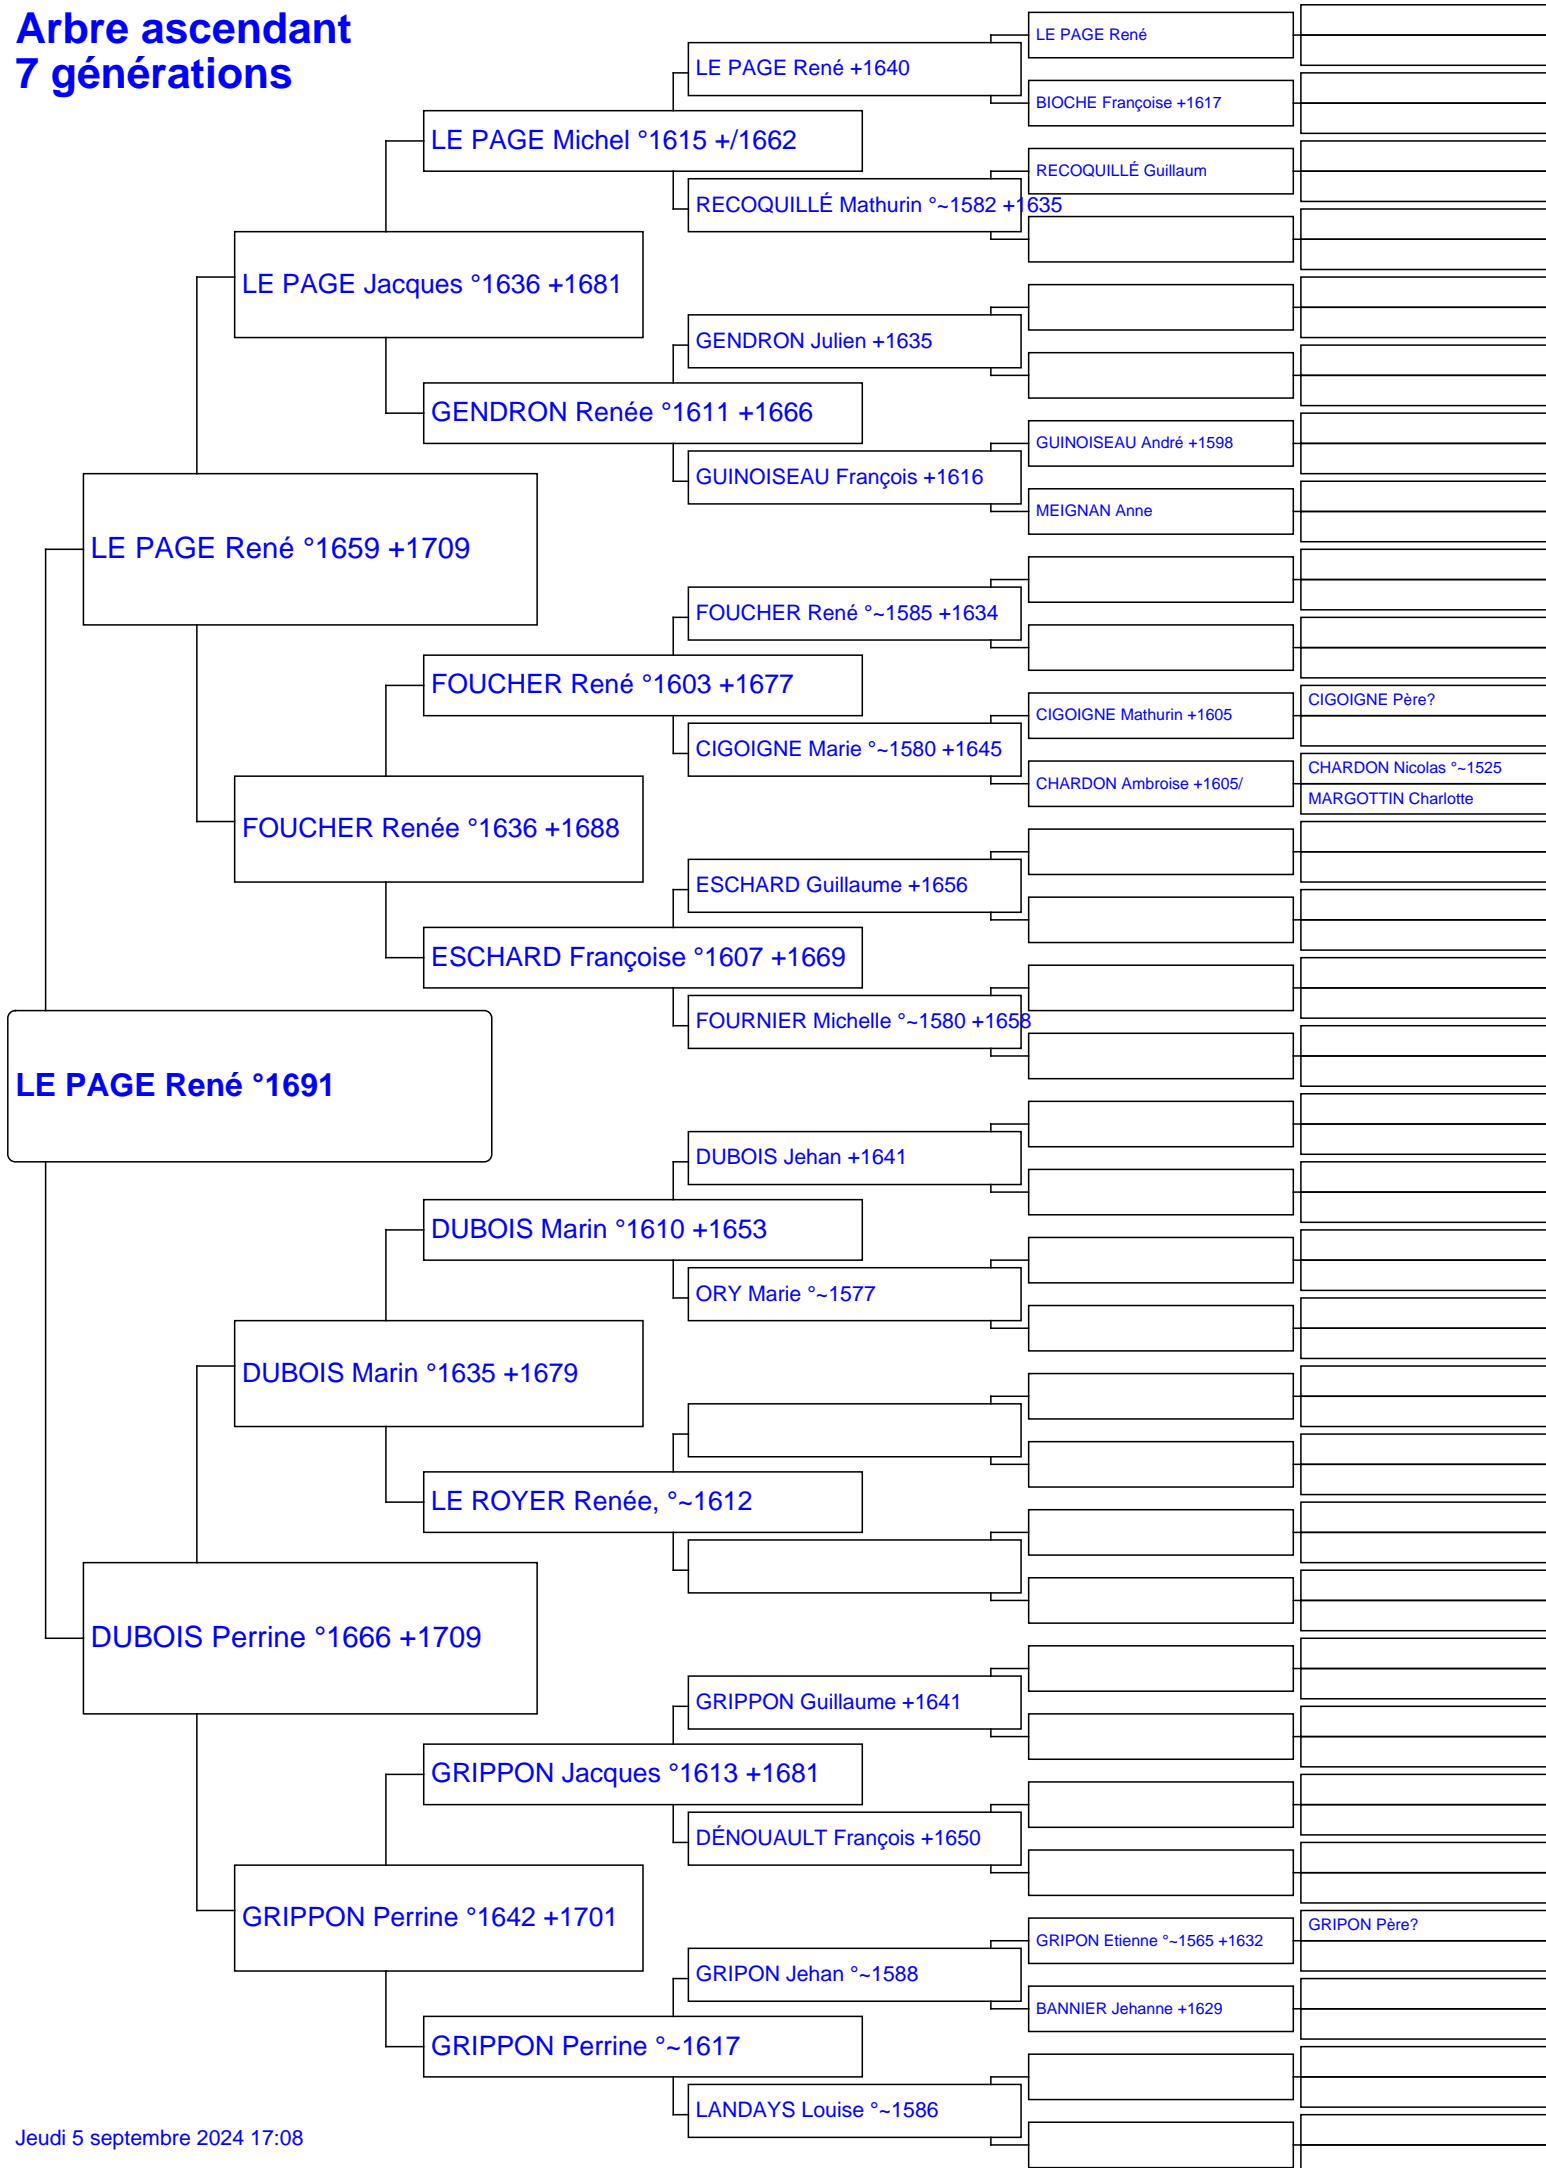 Arbre ascendant
7 générations
LE PAGE René
LE PAGE René +1640
BIOCHE Françoise +1617
LE PAGE Michel °1615 +/1662
RECOQUILLÉ Guillaum
RECOQUILLÉ Mathurin °~1582 +1635
LE PAGE Jacques °1636 +1681
GENDRON Julien +1635
GENDRON Renée °1611 +1666
GUINOISEAU André +1598
GUINOISEAU François +1616
MEIGNAN Anne
LE PAGE René °1659 +1709
FOUCHER René °~1585 +1634
FOUCHER René °1603 +1677
CIGOIGNE Père?
CIGOIGNE Mathurin +1605
CIGOIGNE Marie °~1580 +1645
CHARDON Nicolas °~1525
CHARDON Ambroise +1605/
MARGOTTIN Charlotte
FOUCHER Renée °1636 +1688
ESCHARD Guillaume +1656
ESCHARD Françoise °1607 +1669
FOURNIER Michelle °~1580 +1658
LE PAGE René °1691
DUBOIS Jehan +1641
DUBOIS Marin °1610 +1653
ORY Marie °~1577
DUBOIS Marin °1635 +1679
LE ROYER Renée, °~1612
DUBOIS Perrine °1666 +1709
GRIPPON Guillaume +1641
GRIPPON Jacques °1613 +1681
DÉNOUAULT François +1650
GRIPPON Perrine °1642 +1701
GRIPON Père?
GRIPON Etienne °~1565 +1632
GRIPON Jehan °~1588
BANNIER Jehanne +1629
GRIPPON Perrine °~1617
LANDAYS Louise °~1586
Jeudi 5 septembre 2024 17:08